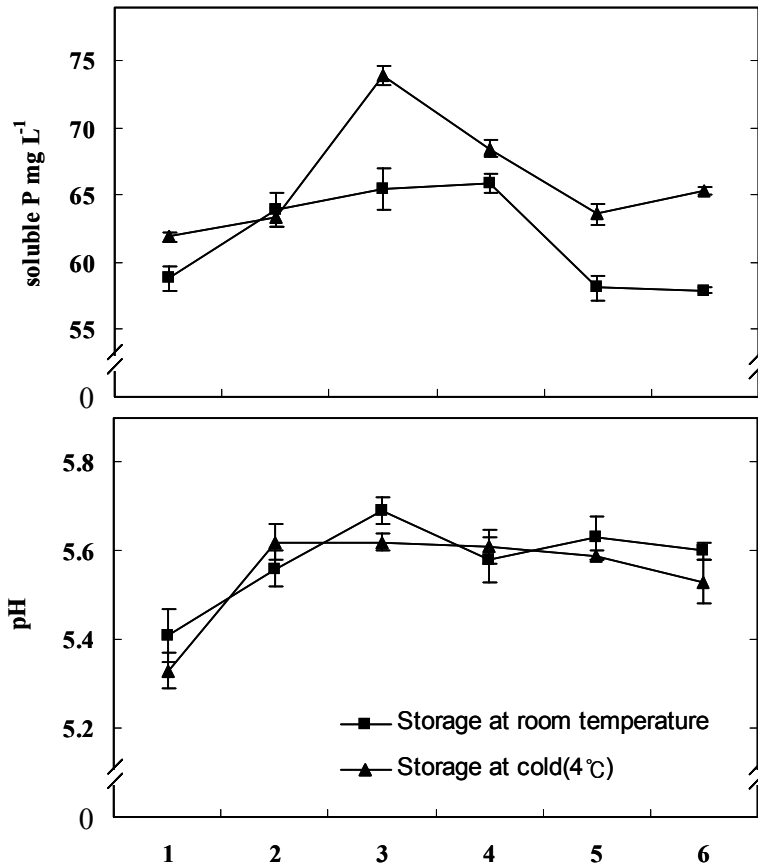 75
70
65
60
55
0
soluble P mg L-1
5.8
5.6
5.4
5.2
0
pH
Storage at room temperature
Storage at cold(4℃)
1 2 3 4 5 6